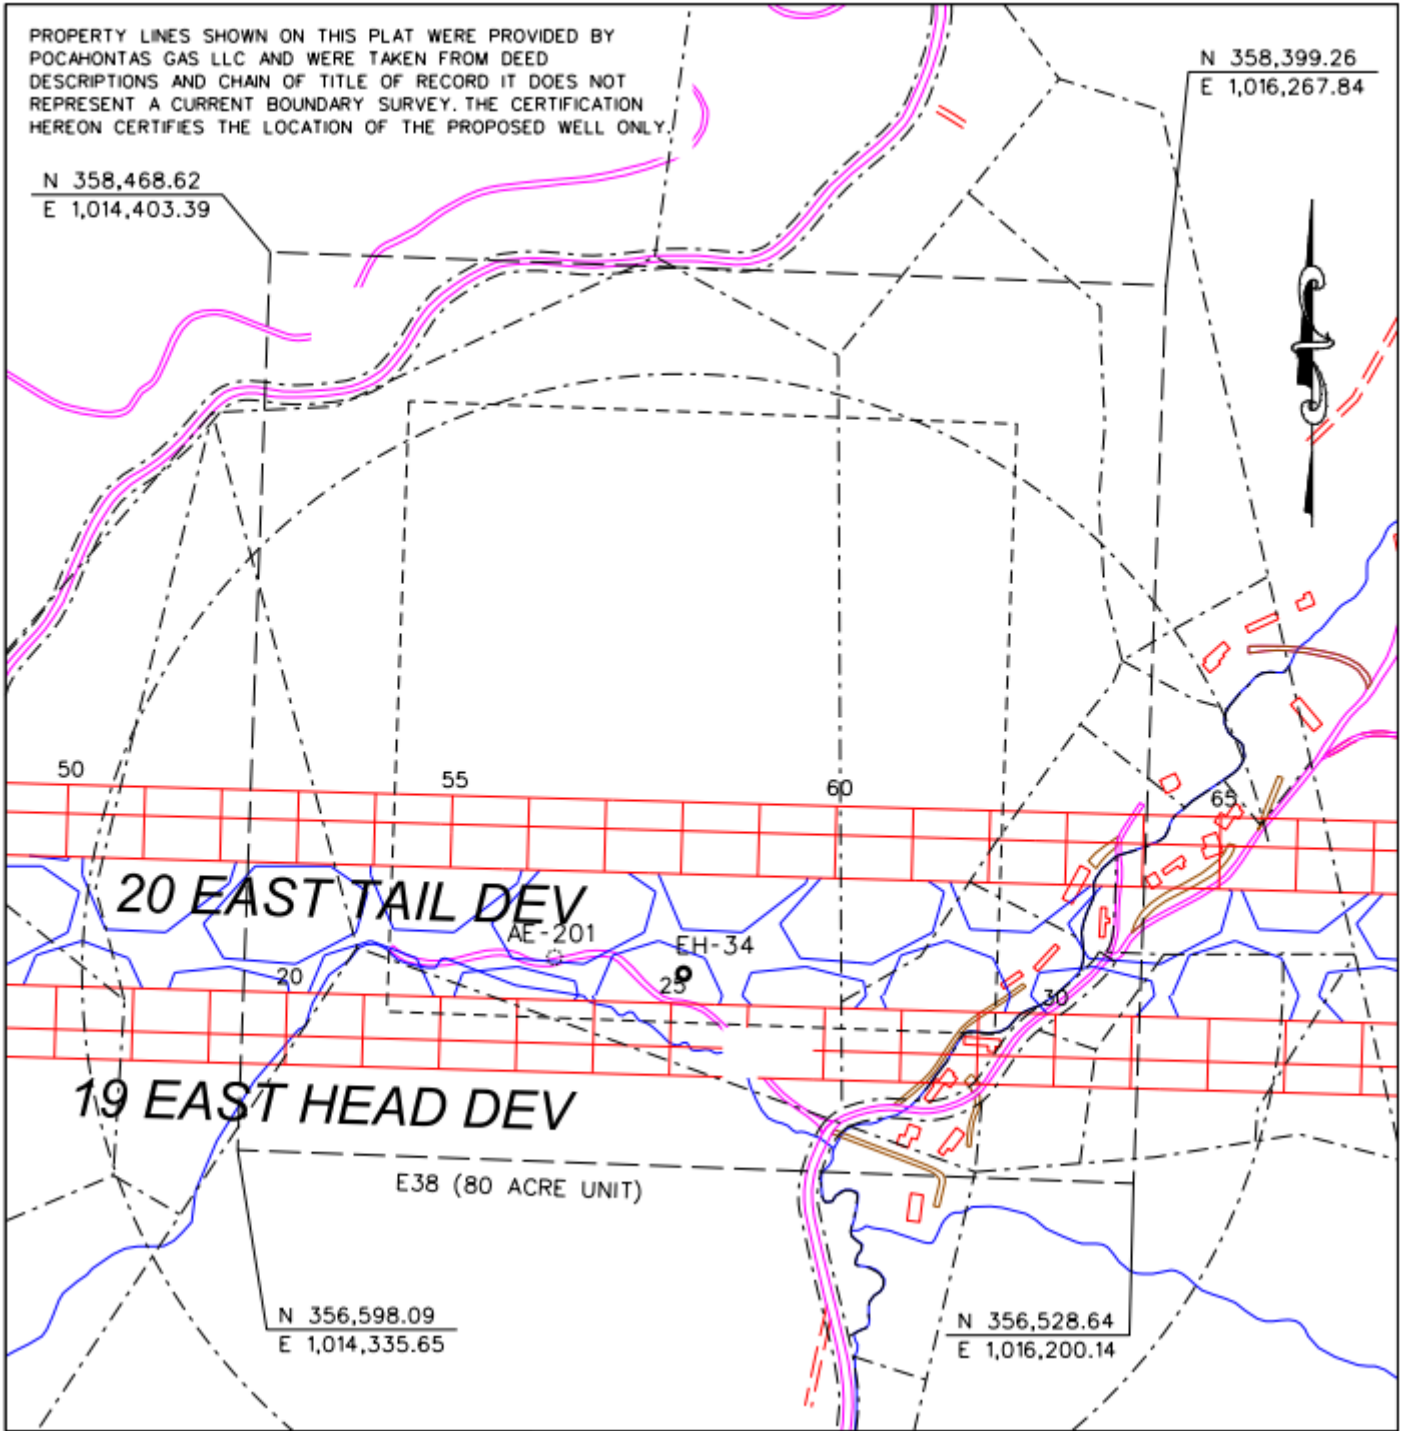 PROPERTY LINES SHOWN ON THIS PLAT WERE PROVIDED BY
POCAHONTAS GAS LLC AND WERE TAKEN FROM DEED
DESCRIPTIONS AND CHAIN OF TITLE OF RECORD IT DOES NOT
REPRESENT A CURRENT BOUNDARY SURVEY. THE CERTIFICATION
HEREON CERTIFIES THE LOCATION OF THE PROPOSED WELL ONLY.
N 358,399.26
E 1,016,267.84
N 358,468.62
E 1,014,403.39
50
55
60
65
20 EAST TAIL DEV
AE-201
EH-34
20
25
30
19 EAST HEAD DEV
E38 (80 ACRE UNIT)
N 356,598.09
E 1,014,335.65
N 356,528.64
E 1,016,200.14